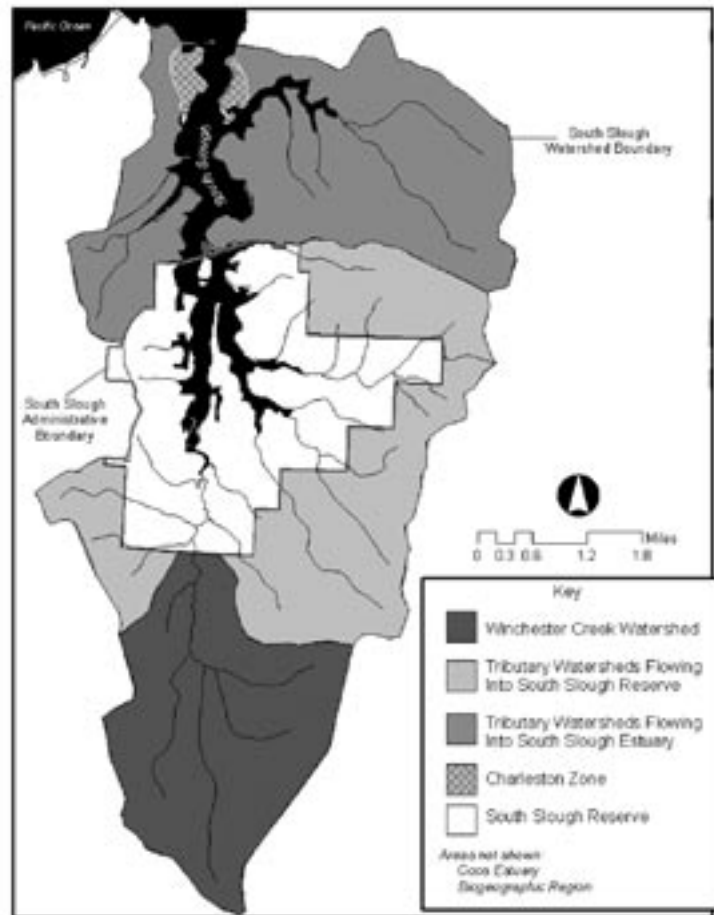 Pacific Ocean
South Slough
South Slough
Watershed Boundary
South Slough
Administrative
Boundary
Miles
0 0.3 0.6 1.2 1.8
Key
Winchester Creek Watershed
Tributary Watersheds Flowing
Into South Slough Reserve
Tributary Watersheds Flowing
Into South Slough Estuary
Charleston Zone
South Slough Reserve
Areas not shown:
Coos Estuary
Biogeographic Region